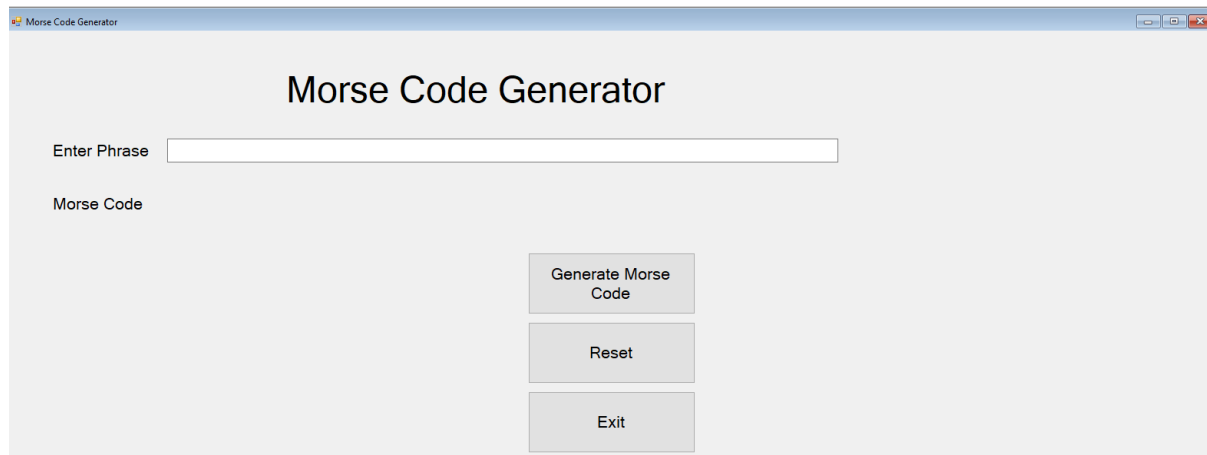 Morse Code Generator
Morse Code Generator
Enter Phrase
Morse Code
Generate Morse
Code
Reset
Exit